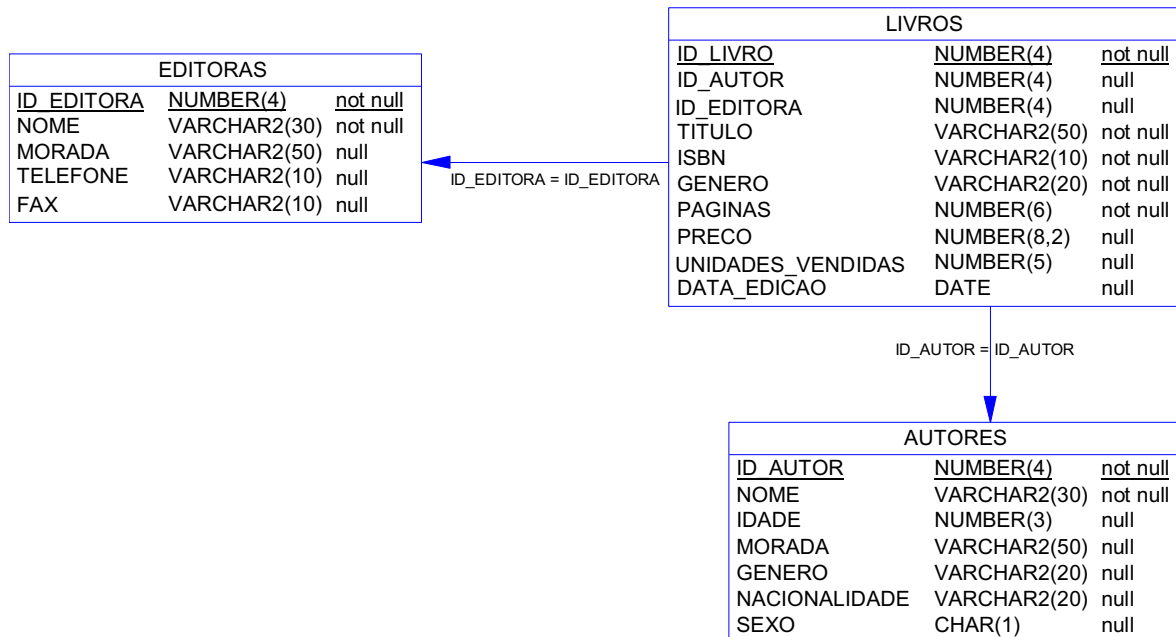 EDITORAS
ID_EDITORA NUMBER(4) not null
NOME VARCHAR2(30) not null
MORADA VARCHAR2(50) null
TELEFONE VARCHAR2(10) null
FAX VARCHAR2(10) null
ID_EDITORA = ID_EDITORA
LIVROS
ID_LIVRO NUMBER(4) not null
ID_AUTOR NUMBER(4) null
ID_EDITORA NUMBER(4) null
TITULO VARCHAR2(50) not null
ISBN VARCHAR2(10) not null
GENERO VARCHAR2(20) not null
PAGINAS NUMBER(6) not null
PRECO NUMBER(8,2) null
UNIDADES_VENDIDAS NUMBER(5) null
DATA_EDICAO DATE null
ID_AUTOR = ID_AUTOR
AUTORES
ID_AUTOR NUMBER(4) not null
NOME VARCHAR2(30) not null
IDADE NUMBER(3) null
MORADA VARCHAR2(50) null
GENERO VARCHAR2(20) null
NACIONALIDADE VARCHAR2(20) null
SEXO CHAR(1) null